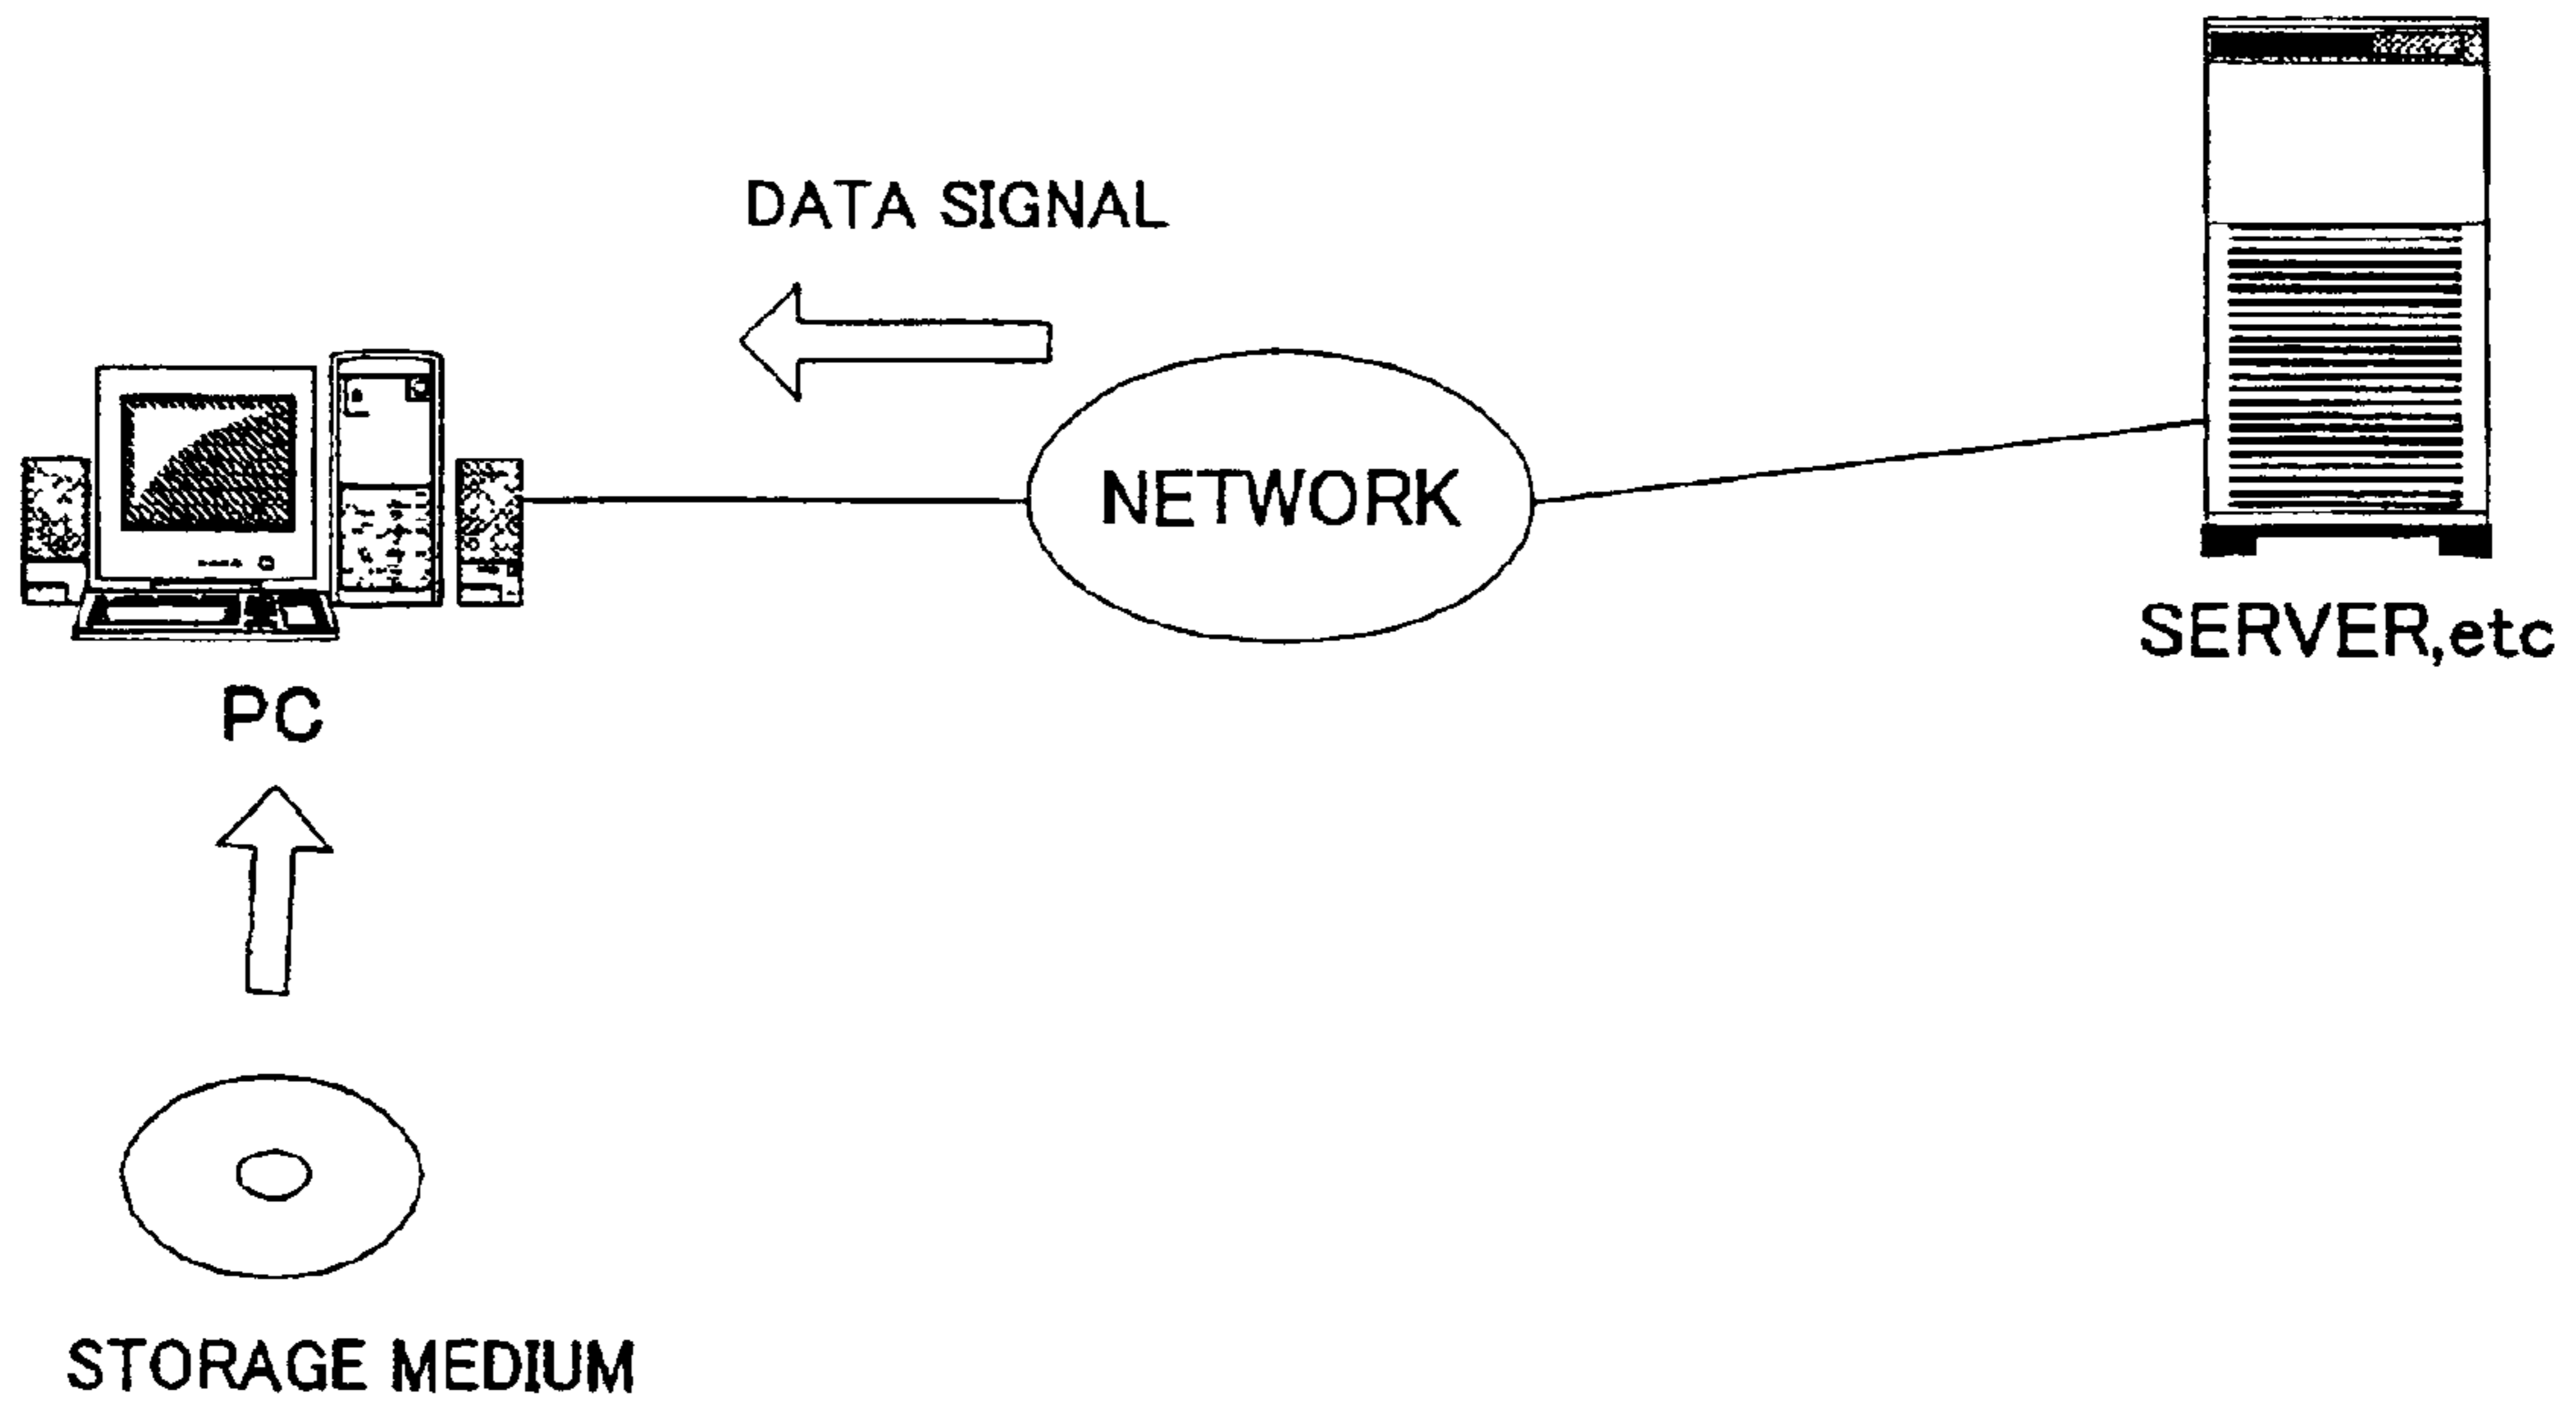 DATA SIGNAL
NETWORK
SERVER,etc
PC
STORAGE MEDIUM